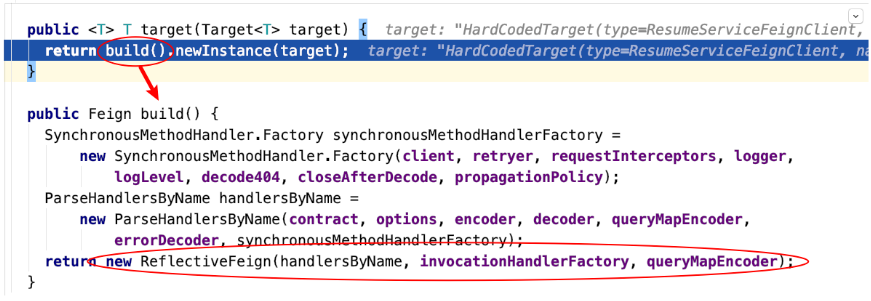 public <T> T target(Target<T> target) {  target: "HardCodedTarget(type=ResumeServiceFeignClient,
return build().newInstance(target);  target: "HardCodedTarget(type=ResumeServiceFeignClient, na
}
public Feign build() {
SynchronousMethodHandler.Factory synchronousMethodHandlerFactory =
new SynchronousMethodHandler.Factory(client, retryer, requestInterceptors, logger,
logLevel, decode404, closeAfterDecode, propagationPolicy);
ParseHandlersByName handlersByName =
new ParseHandlersByName(contract, options, encoder, decoder, queryMapEncoder,
errorDecoder, synchronousMethodHandlerFactory);
return new ReflectiveFeign(handlersByName, invocationHandlerFactory, queryMapEncoder);
}